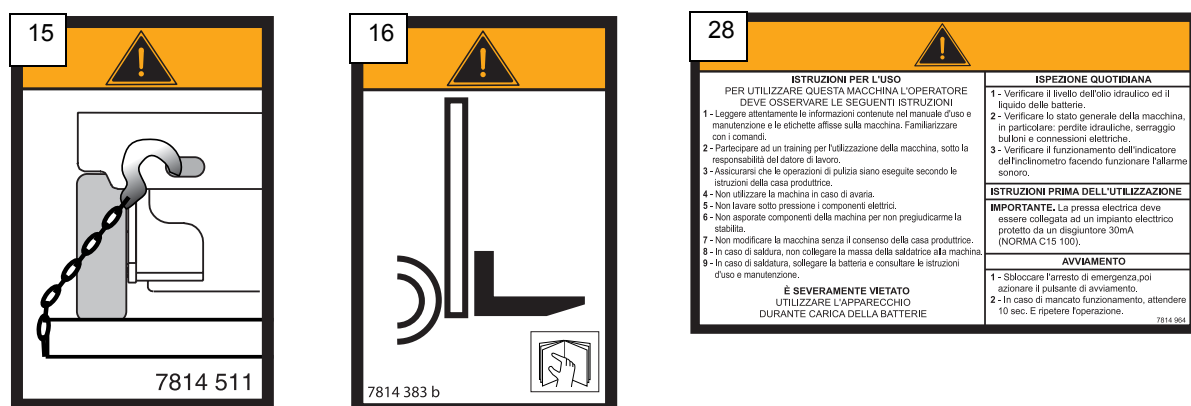 15
7814 511
16
7814 383 b
28
ISTRUZIONI PER L'USO
PER UTILIZZARE QUESTA MACCHINA L'OPERATORE
DEVE OSSERVARE LE SEGUENTI ISTRUZIONI
1 - Leggere attentamente le informazioni contenute nel manuale d'uso e
manutenzione e le etichette affisse sulla macchina. Familiarizzare
con i comandi.
2 - Partecipare ad un training per l'utilizzazione della macchina, sotto la
responsabilità del datore di lavoro.
3 - Assicurarsi che le operazioni di pulizia siano eseguite secondo le
istruzioni della casa produttrice.
4 - Non utilizzare la machina in caso di avaria.
5 - Non lavare sotto pressione i componenti elettrici.
6 - Non asporate componenti della machina per non pregiudicarme la
stabilita.
7 - Non modificare la macchina senza il consenso della casa produttrice.
8 - In caso di saldura, non collegare la massa della saldatrice alla machina.
9 - In caso di saldatura, sollegare la batteria e consultare le istruzioni
d'uso e manutenzione.
È SEVERAMENTE VIETATO
UTILIZZARE L'APPARECCHIO
DURANTE CARICA DELLA BATTERIE
ISPEZIONE QUOTIDIANA
1 - Verificare il livello dell'olio idraulico ed il
liquido delle batterie.
2 - Verificare lo stato generale della macchina,
in particolare: perdite idrauliche, serraggio
bulloni e connessioni elettriche.
3 - Verificare il funzionamento dell'indicatore
dell'inclinometro facendo funzionare l'allarme
sonoro.
ISTRUZIONI PRIMA DELL'UTILIZZAZIONE
IMPORTANTE. La pressa electrica deve
essere collegata ad un impianto electtrico
protetto da un disgiuntore 30mA
(NORMA C15 100).
AVVIAMENTO
1 - Sbloccare l'arresto di emergenza,poi
azionare il pulsante di avviamento.
2 - In caso di mancato funzionamento, attendere
10 sec. E ripetere l'operazione.
7814 964